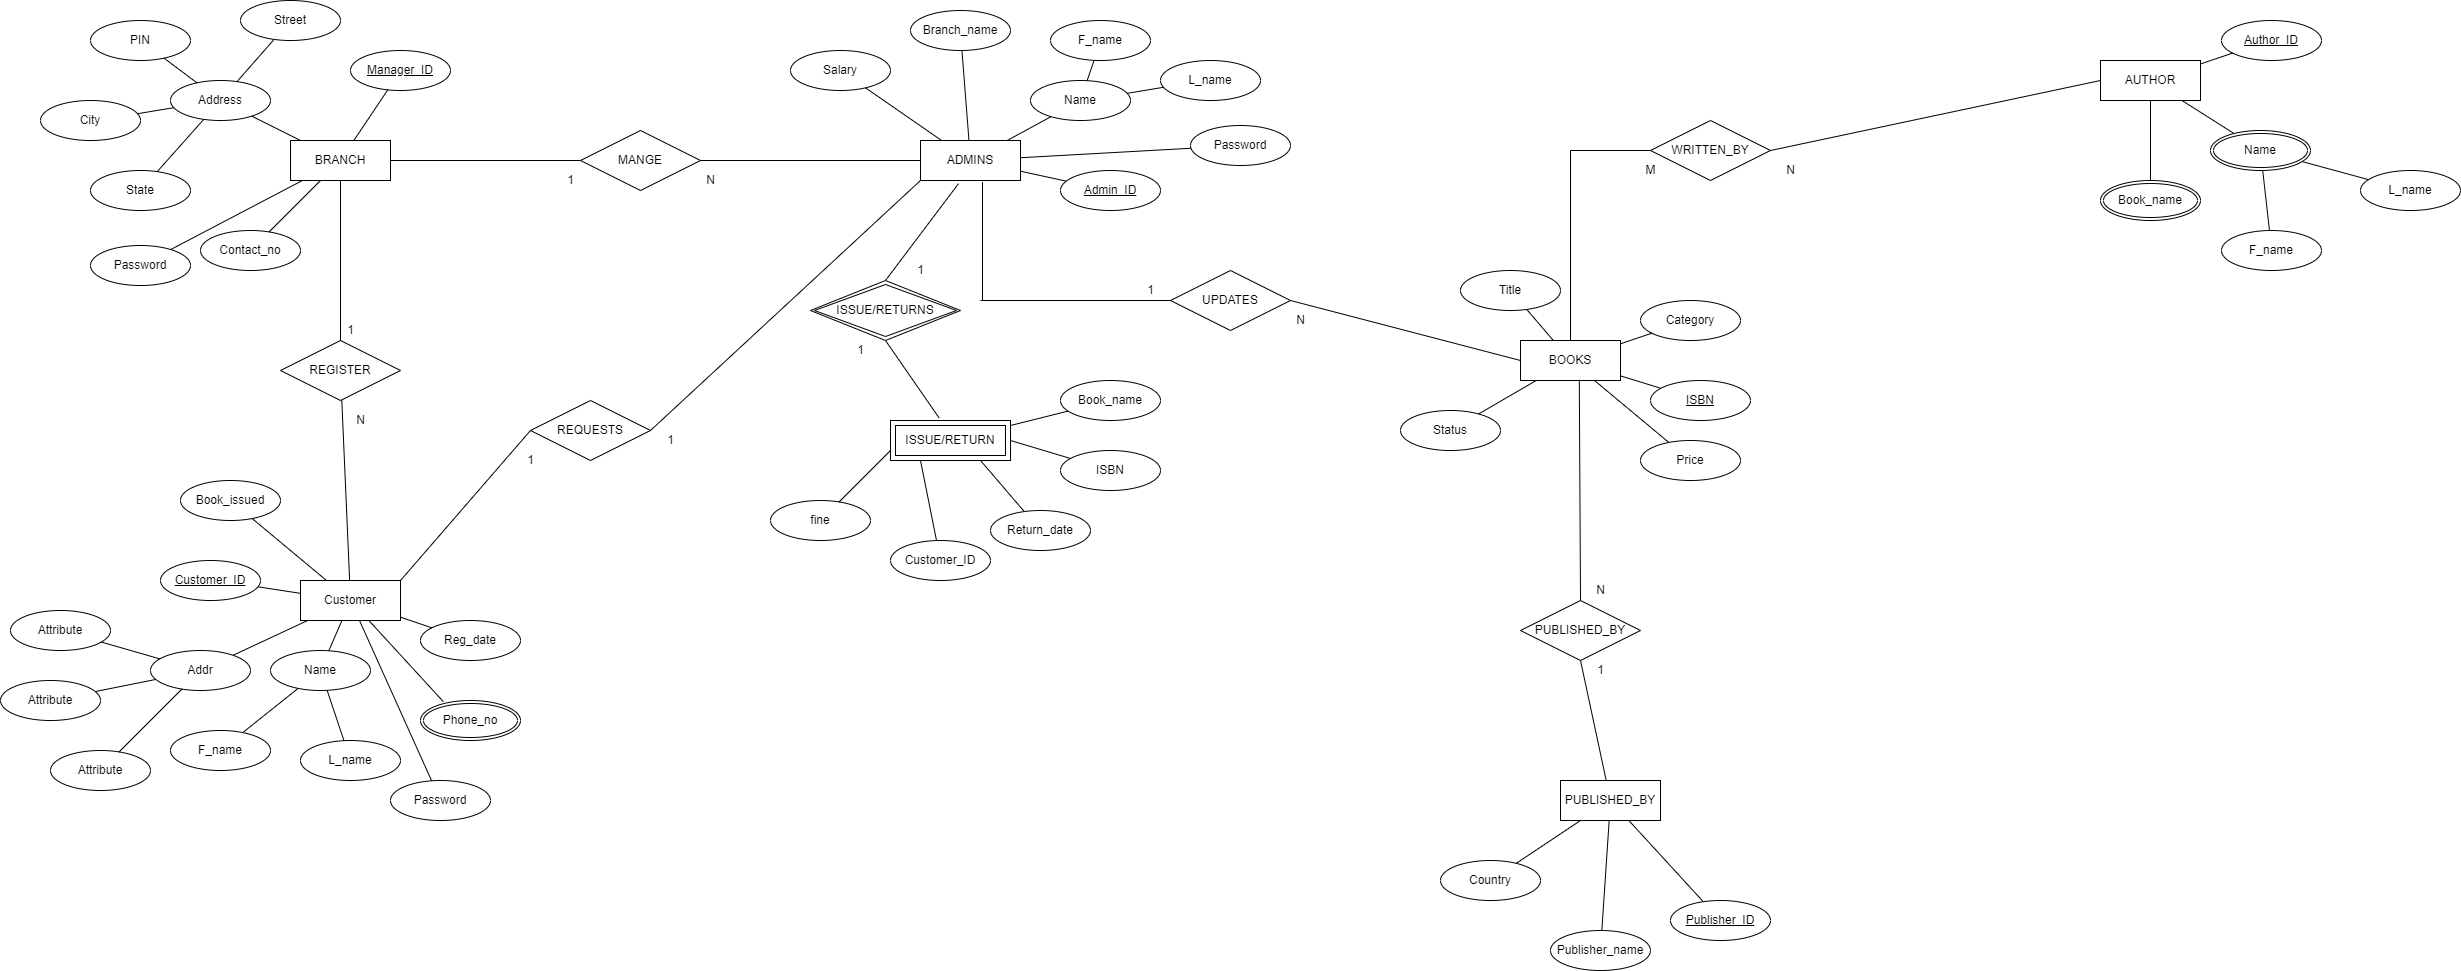 Street
PIN
Manager_ID
Address
City
BRANCH
State
Password
Contact_no
MANGE
1
N
Salary
Branch_name
F_name
L_name
Name
Password
ADMINS
Admin_ID
1
ISSUE/RETURNS
1
1
UPDATES
N
WRITTEN_BY
M
N
Author_ID
AUTHOR
Name
Book_name
L_name
F_name
Title
Category
BOOKS
ISBN
Status
Price
1
REGISTER
N
REQUESTS
1
1
Book_name
ISSUE/RETURN
ISBN
fine
Return_date
Customer_ID
Book_issued
Customer_ID
Customer
Attribute
Reg_date
Addr
Name
Attribute
Phone_no
F_name
L_name
Attribute
Password
N
PUBLISHED_BY
1
PUBLISHED_BY
Country
Publisher_ID
Publisher_name